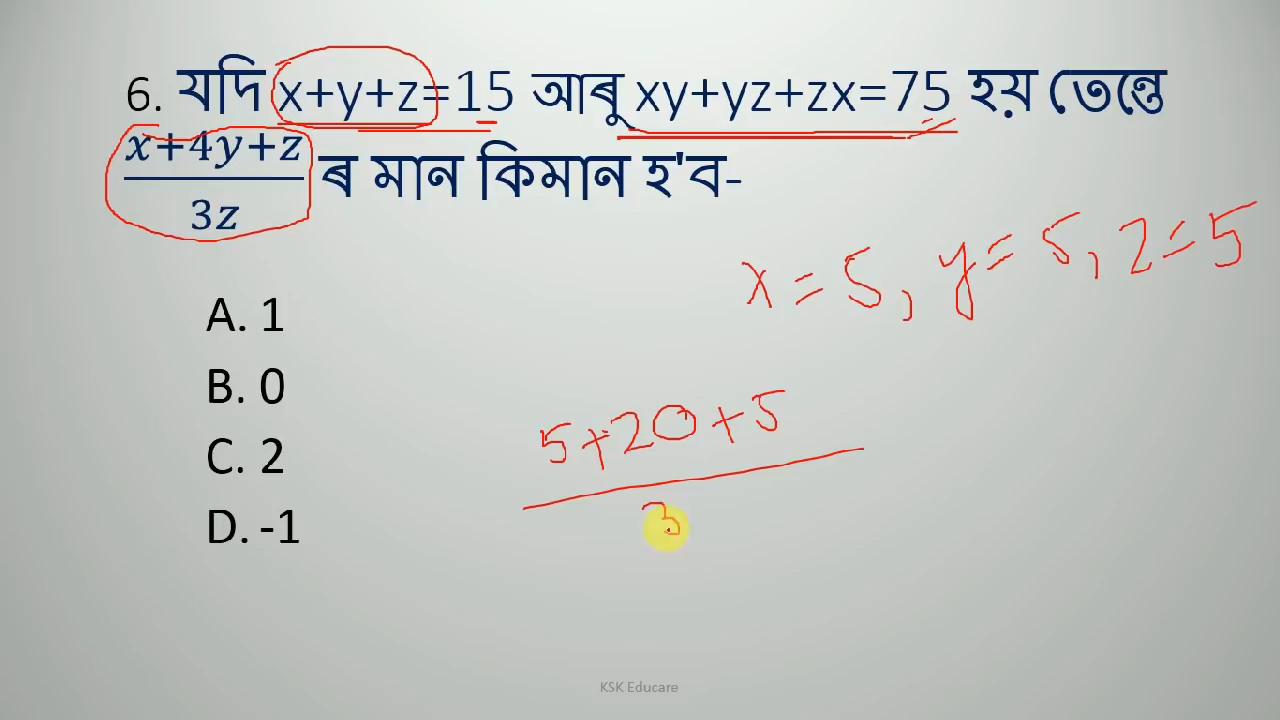 6. যদি x+y+z=15 আৰু xy+yz+zx=75 হয় তেন্তে
x+4y+z
3z
ৰ মান কিমান হ'ব-
x = 5, y = 5, z = 5
A. 1
B. 0
C. 2
D. -1
5+20+5
3
KSK Educare